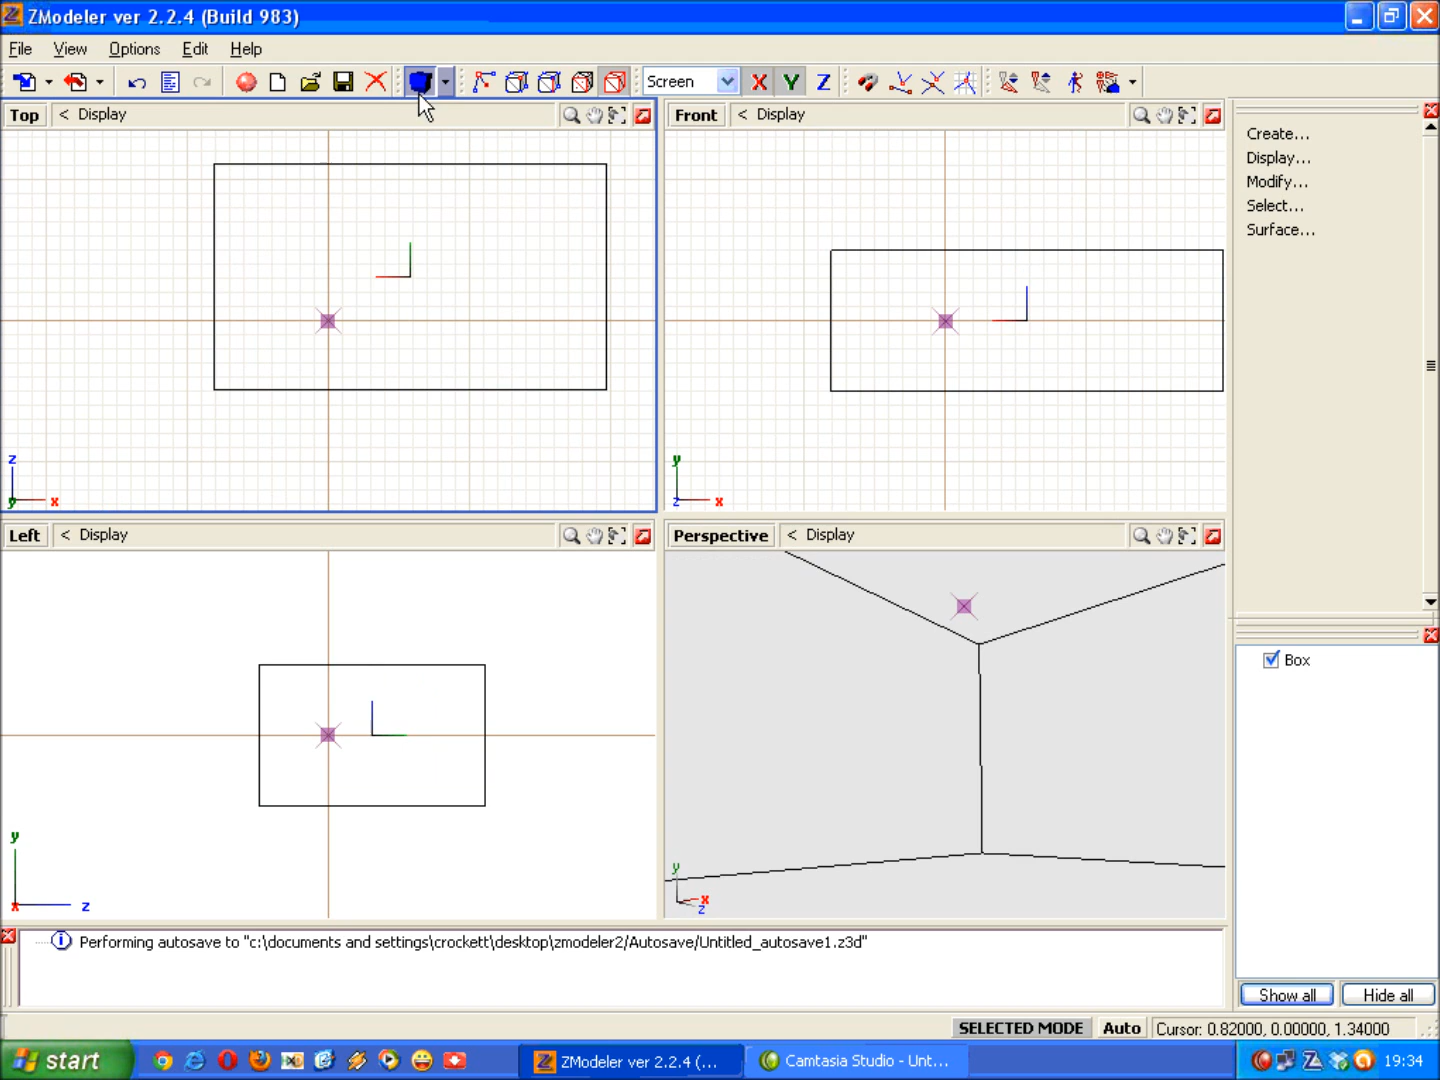 ZModeler ver 2.2.4 (Build 983)
File View Options Edit Help
Screen X Y Z
Top < Display
Front < Display
Create...
Display...
Modify...
Select...
Surface...
z
y x
y
z x
Left < Display
Perspective < Display
Box
y
x z
y
x
z
Performing autosave to "c:\documents and settings\crockett\desktop\zmodeler2/Autosave/Untitled_autosave1.z3d"
Show all Hide all
SELECTED MODE Auto Cursor: 0.82000, 0.00000, 1.34000
start ZModeler ver 2.2.4 (... Camtasia Studio - Unt... 19:34